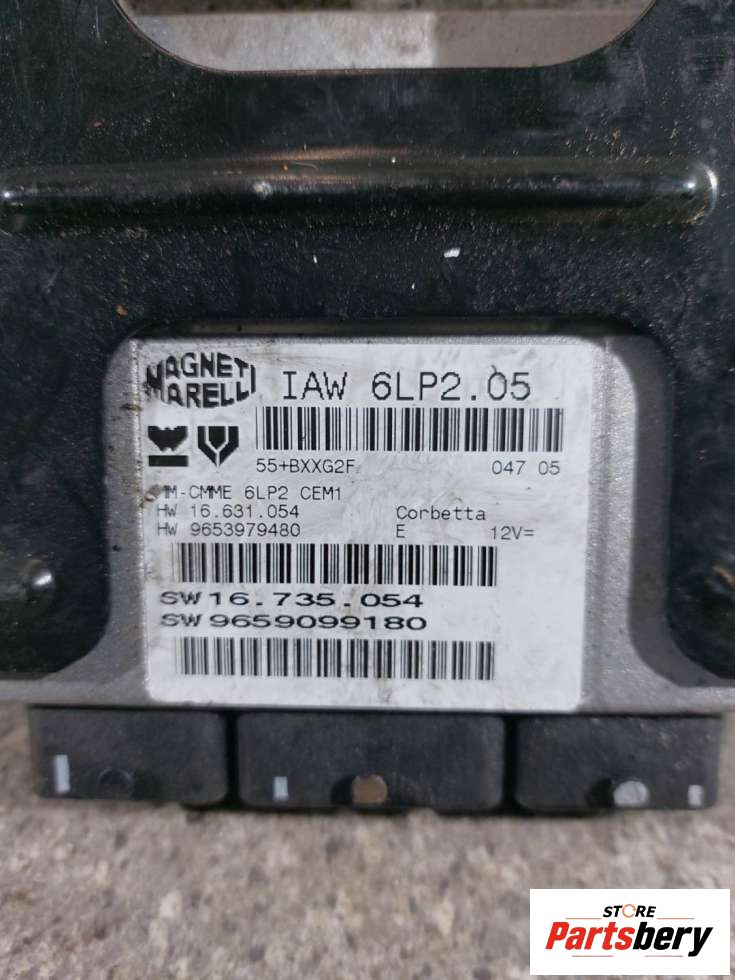 MAGNETI
MARELLI
IAW 6LP2.05
55+BXXG2F
047 05
MM-CMME 6LP2 CEM1
HW 16.631.054
Corbetta
HW 9653979480
E
12V=
SW16.735.054
SW9659099180
STORE
Partsbery